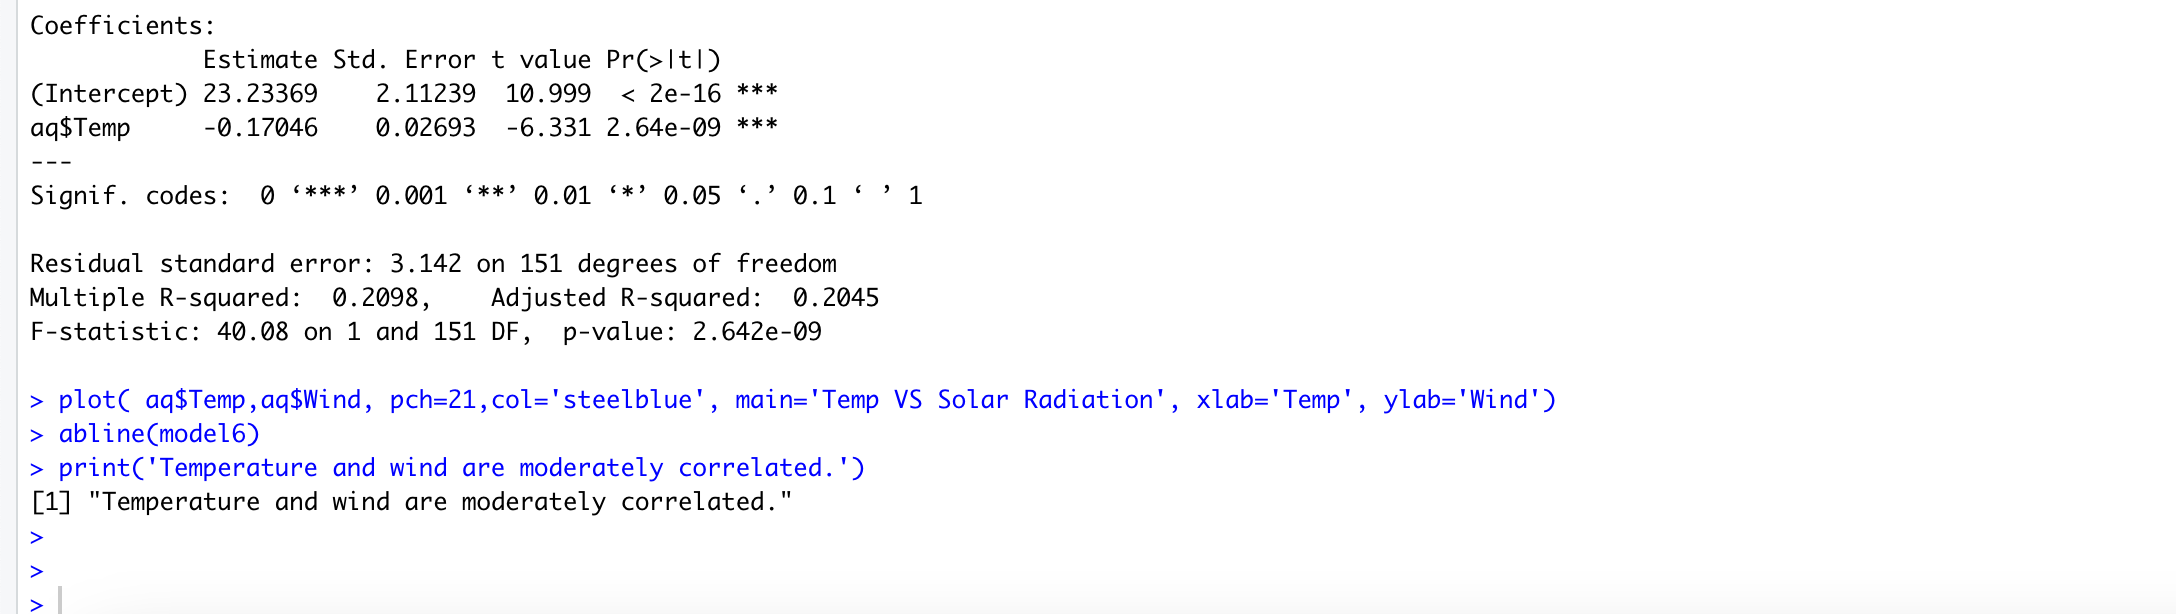 Coefficients:
            Estimate Std. Error t value Pr(>|t|)
(Intercept) 23.23369    2.11239  10.999  < 2e-16 ***
aq$Temp     -0.17046    0.02693  -6.331 2.64e-09 ***
---
Signif. codes:  0 ‘***’ 0.001 ‘**’ 0.01 ‘*’ 0.05 ‘.’ 0.1 ‘ ’ 1

Residual standard error: 3.142 on 151 degrees of freedom
Multiple R-squared:  0.2098,    Adjusted R-squared:  0.2045
F-statistic: 40.08 on 1 and 151 DF,  p-value: 2.642e-09

> plot( aq$Temp,aq$Wind, pch=21,col='steelblue', main='Temp VS Solar Radiation', xlab='Temp', ylab='Wind')
> abline(model6)
> print('Temperature and wind are moderately correlated.')
[1] "Temperature and wind are moderately correlated."
>
>
>